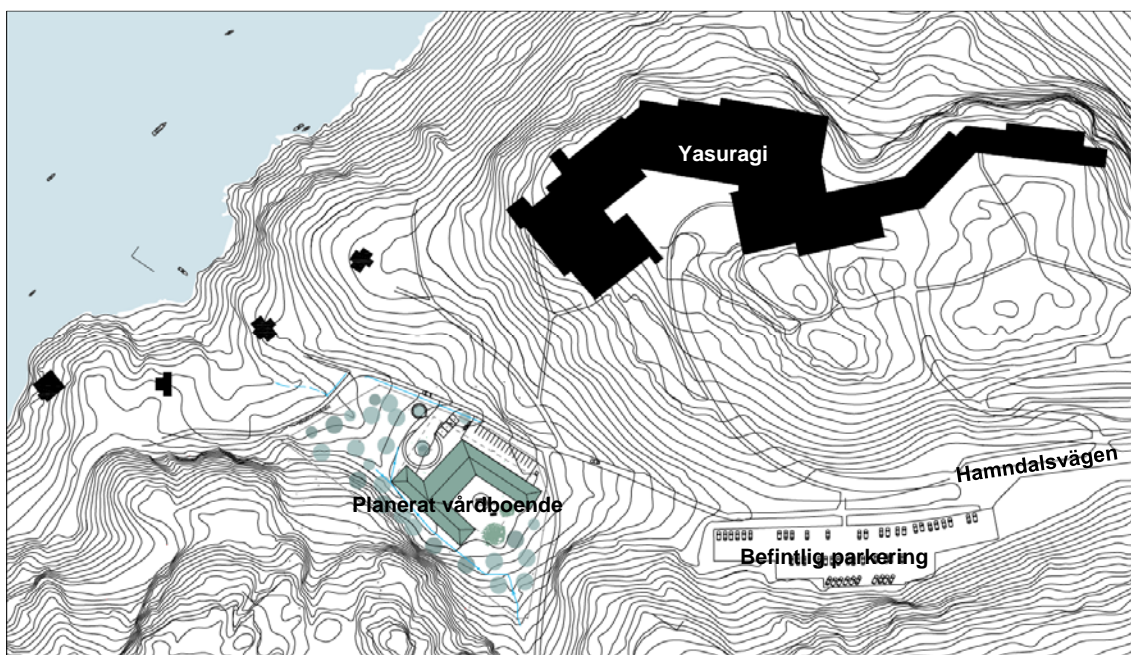 Yasuragi
Hamndalsvägen
Planerat vårdboende
Befintlig parkering